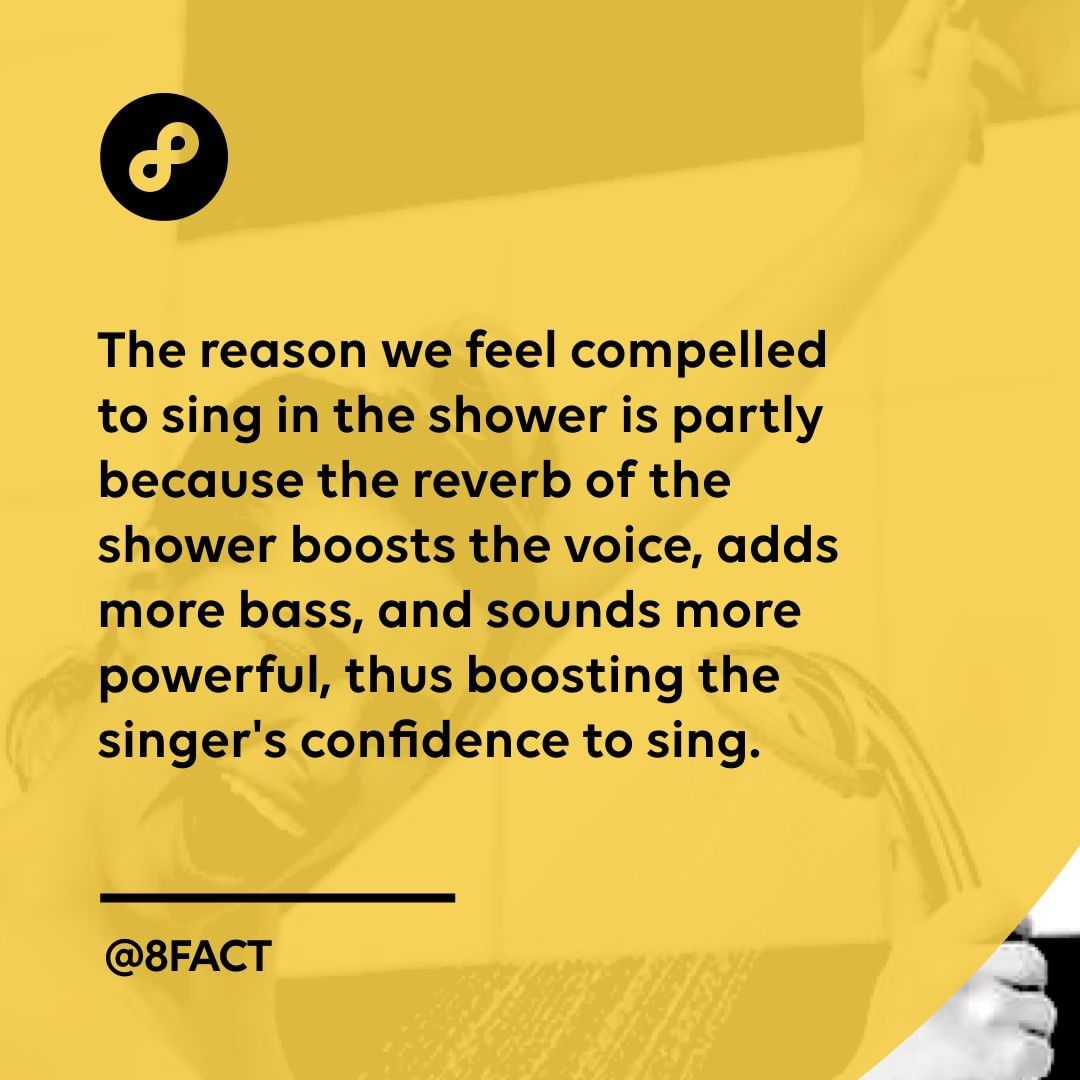 The reason we feel compelled
to sing in the shower is partly
because the reverb of the
shower boosts the voice, adds
more bass, and sounds more
powerful, thus boosting the
singer's confidence to sing.
@8FACT